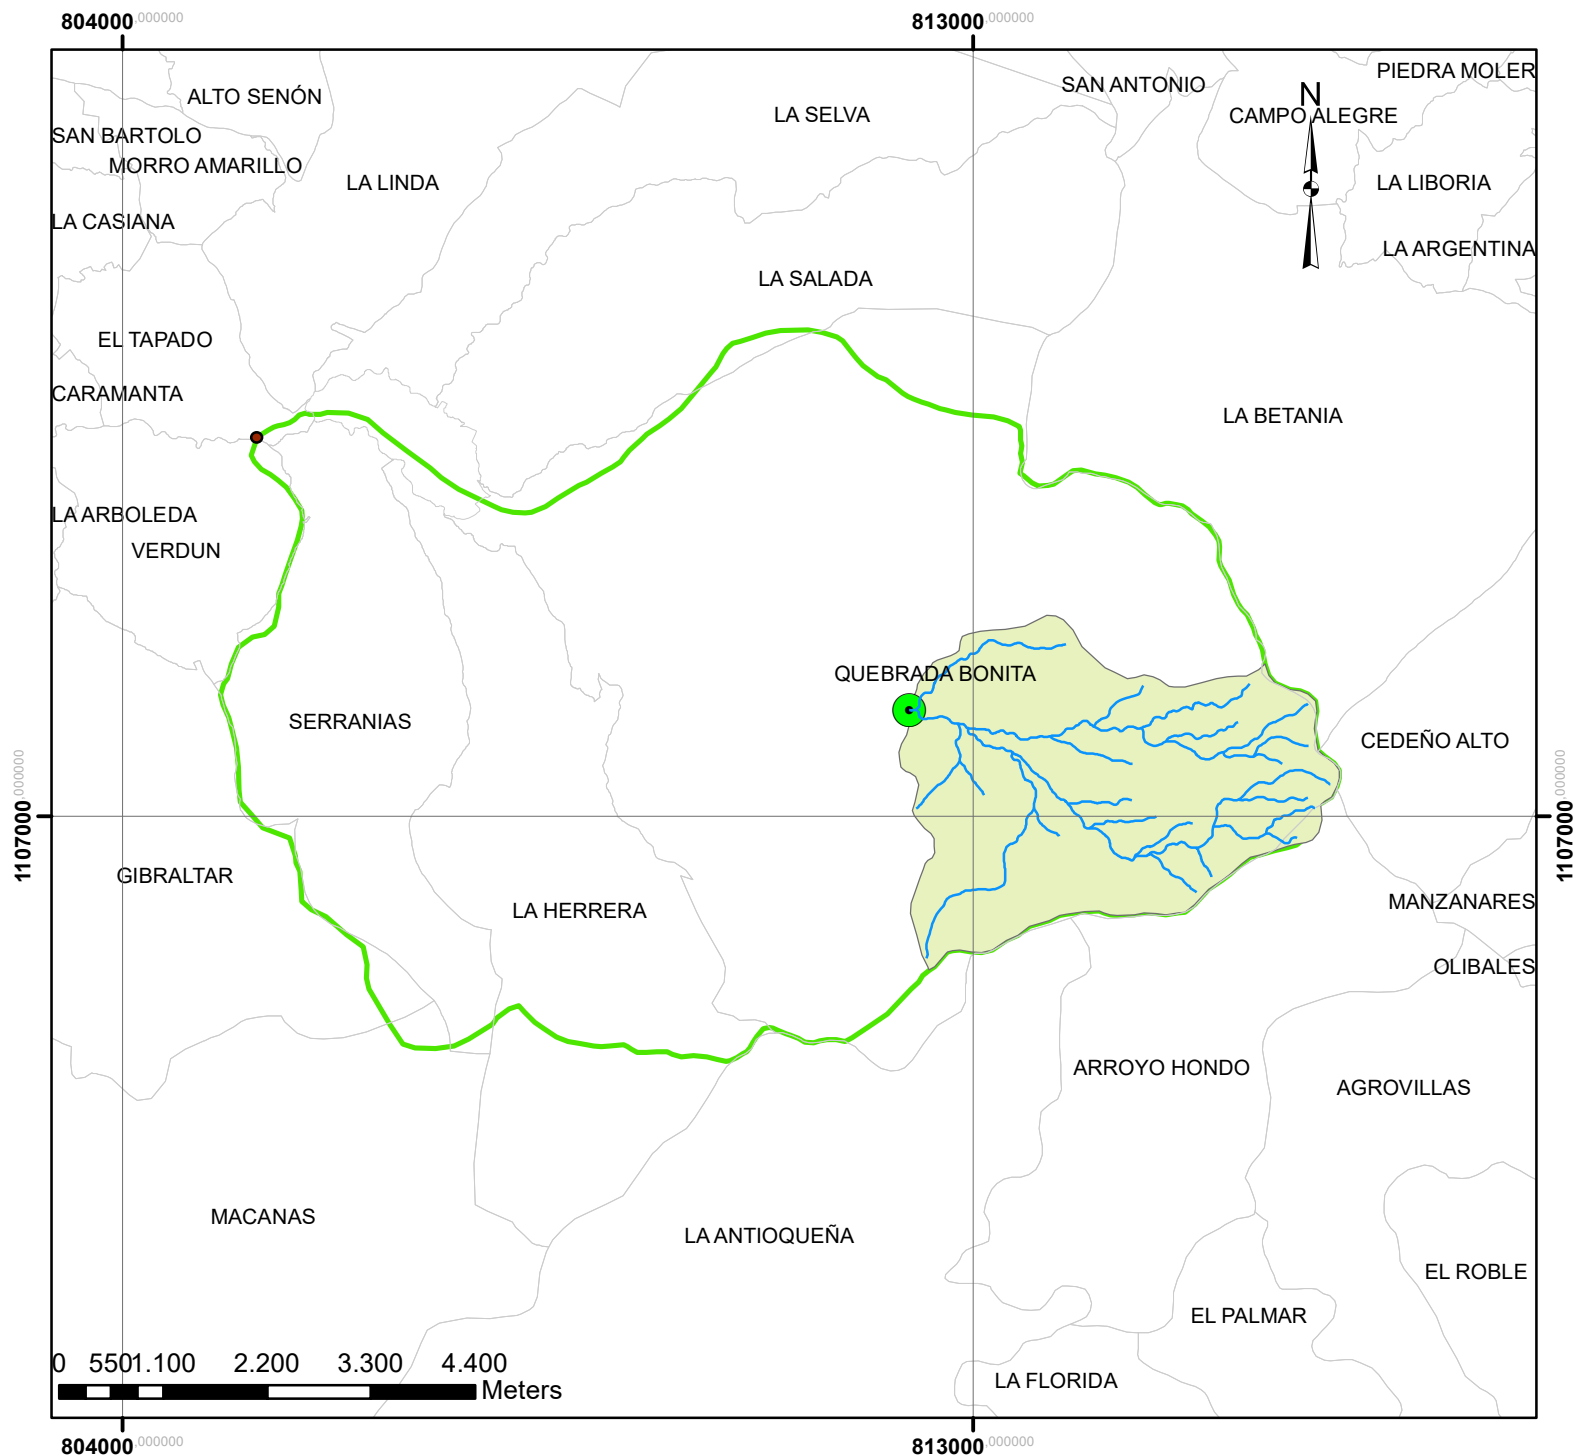 804000,000000 813000,000000
PIEDRA MOLER
SAN ANTONIO
ALTO SENÓN
N
LA SELVA
CAMPO ALEGRE
SAN BARTOLO
MORRO AMARILLO
LA LINDA
LA LIBORIA
LA CASIANA
LA ARGENTINA
LA SALADA
EL TAPADO
CARAMANTA
LA BETANIA
LA ARBOLEDA
VERDUN
QUEBRADA BONITA
SERRANIAS
CEDEÑO ALTO
1107000,000000
1107000,000000
GIBRALTAR
MANZANARES
LA HERRERA
OLIBALES
ARROYO HONDO
AGROVILLAS
MACANAS
LA ANTIOQUEÑA
EL ROBLE
EL PALMAR
0 550 1.100 2.200 3.300 4.400
Meters
LA FLORIDA
804000,000000 813000,000000